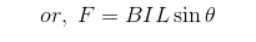 or, F = BIL sin θ